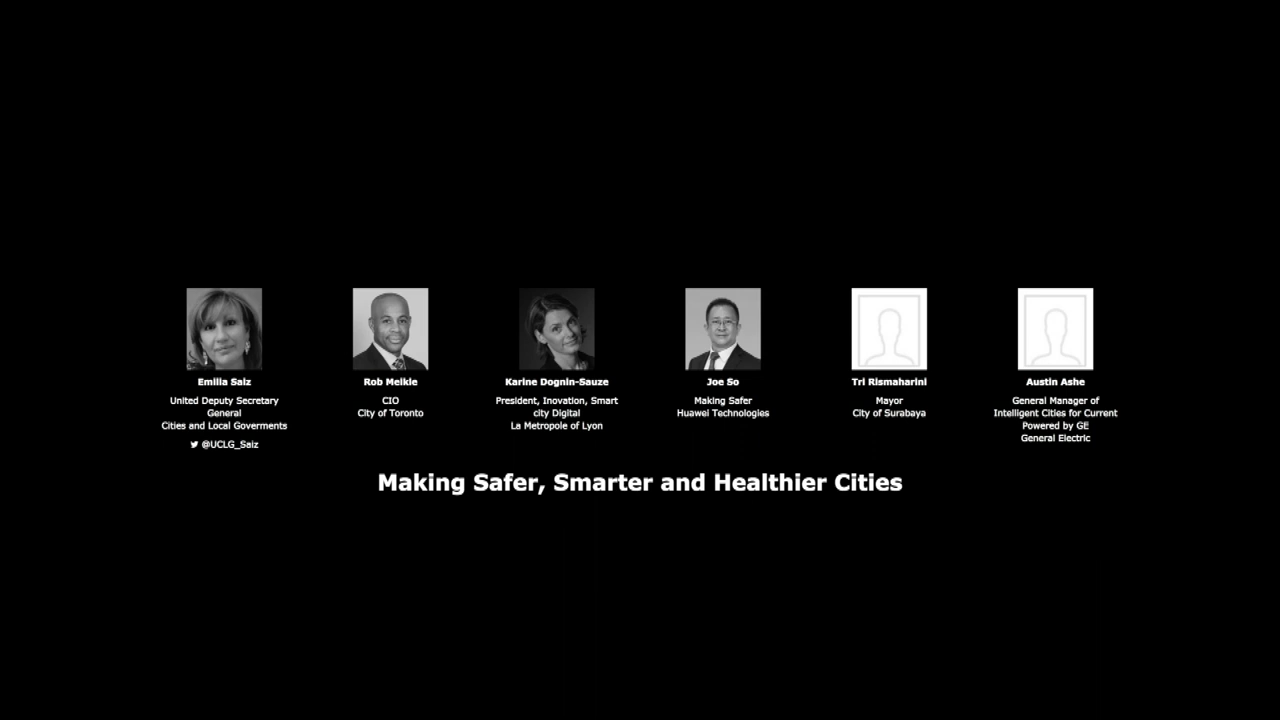 Emilia Saiz
United Deputy Secretary
General
Cities and Local Goverments
@UCLG_Saiz
Rob Meikle
CIO
City of Toronto
Karine Dognin-Sauze
President, Inovation, Smart
city Digital
La Metropole of Lyon
Joe So
Making Safer
Huawei Technologies
Tri Rismaharini
Mayor
City of Surabaya
Austin Ashe
General Manager of
Intelligent Cities for Current
Powered by GE
General Electric
Making Safer, Smarter and Healthier Cities